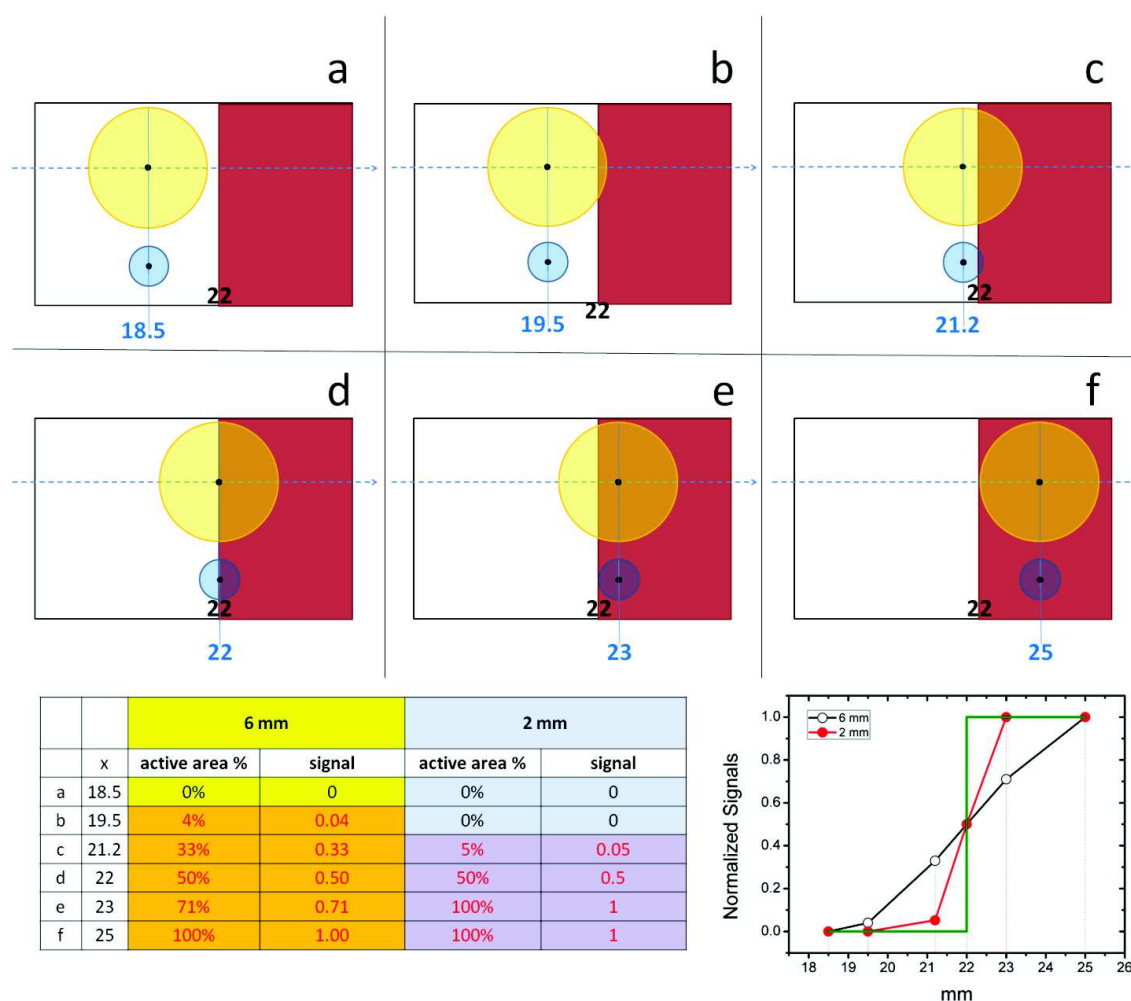 a
22
18.5
b
22
19.5
c
22
21.2
d
22
22
e
22
23
f
22
25
6 mm 2 mm
x active area % signal active area % signal
a 18.5 0% 0 0% 0
b 19.5 4% 0.04 0% 0
c 21.2 33% 0.33 5% 0.05
d 22 50% 0.50 50% 0.5
e 23 71% 0.71 100% 1
f 25 100% 1.00 100% 1
Normalized Signals
1.0
0.8
0.6
0.4
0.2
0.0
6 mm
2 mm
18 19 20 21 22 23 24 25 26
mm